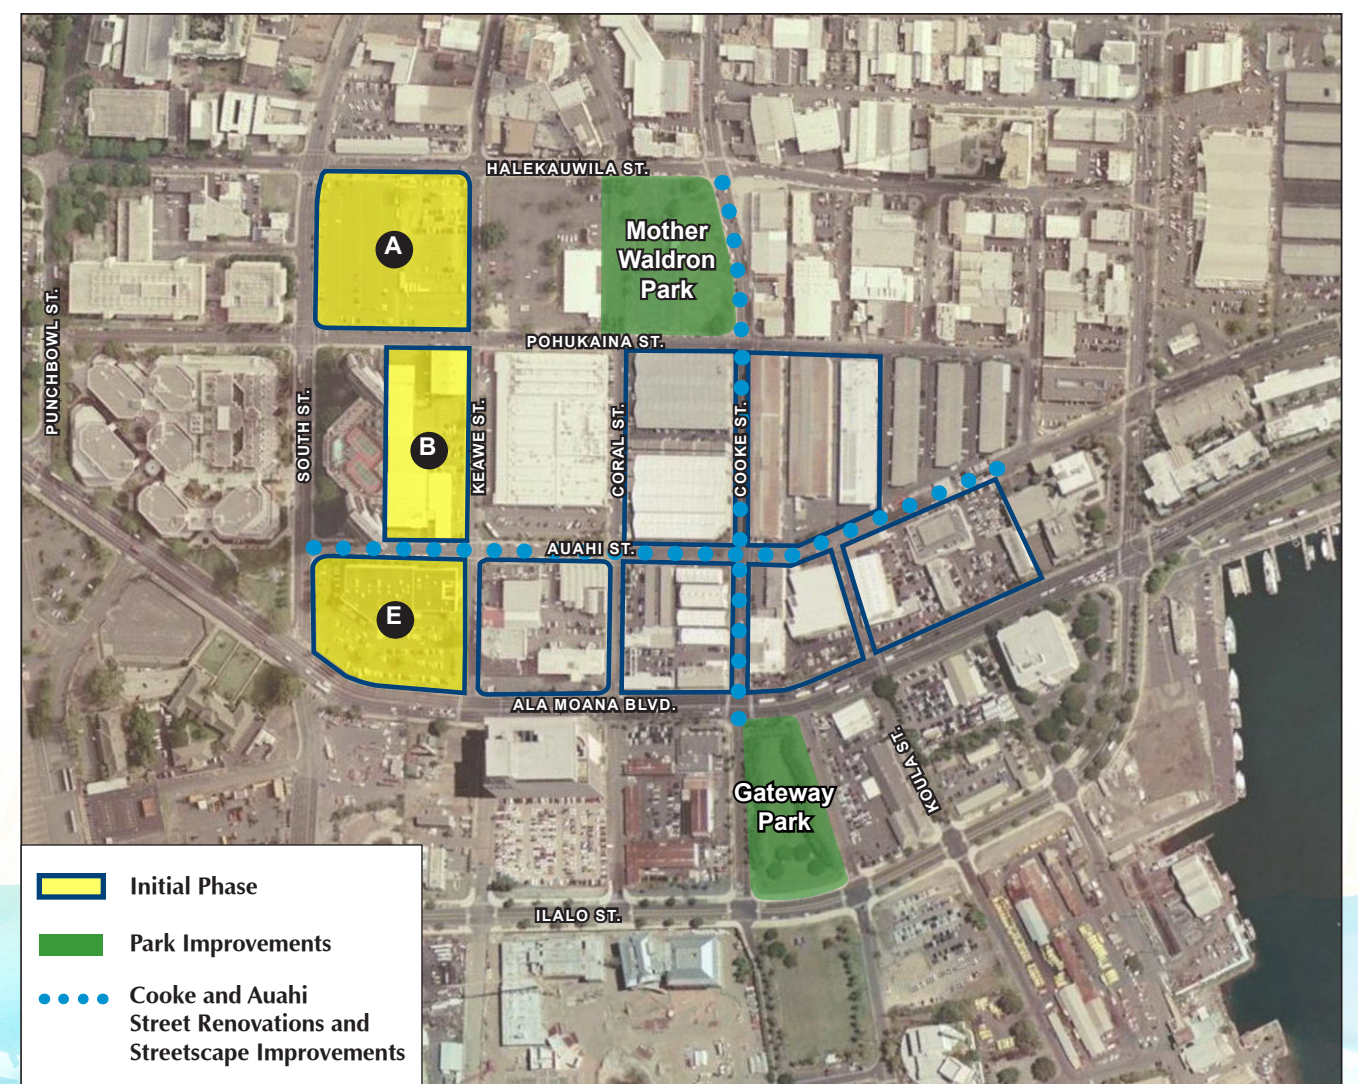 HALEKAUWILA ST.
Mother
Waldron
Park
A
PUNCHBOWL ST.
POHUKAINA ST.
SOUTH ST.
B
KEAWE ST.
CORAL ST.
COOKE ST.
AUAHI ST.
E
ALA MOANA BLVD.
KOULA ST.
Gateway
Park
ILALO ST.
Initial Phase
Park Improvements
Cooke and Auahi
Street Renovations and
Streetscape Improvements